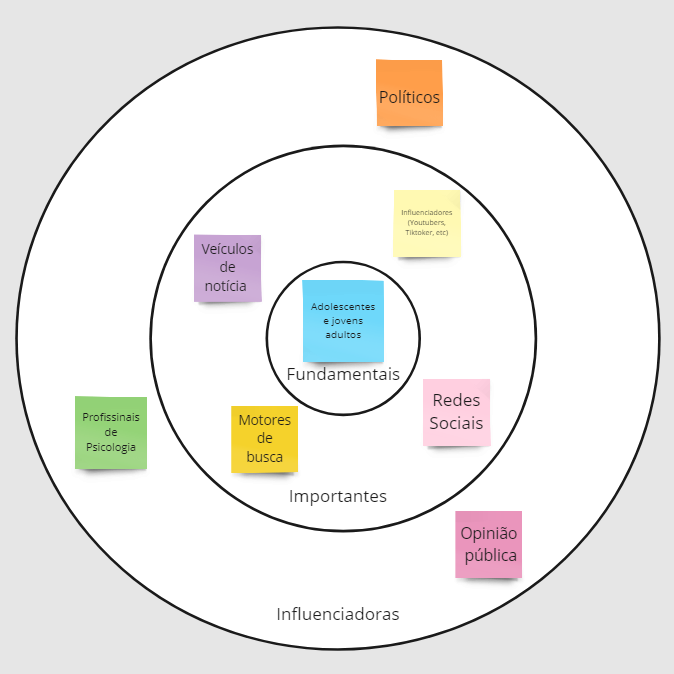 Políticos
Influenciadores
(Youtubers,
Tiktoker, etc)
Veículos
de
notícia
Adolescentes
e jovens
adultos
Fundamentais
Redes
Sociais
Profissinais
de
Psicologia
Motores
de
busca
Importantes
Opinião
pública
Influenciadoras